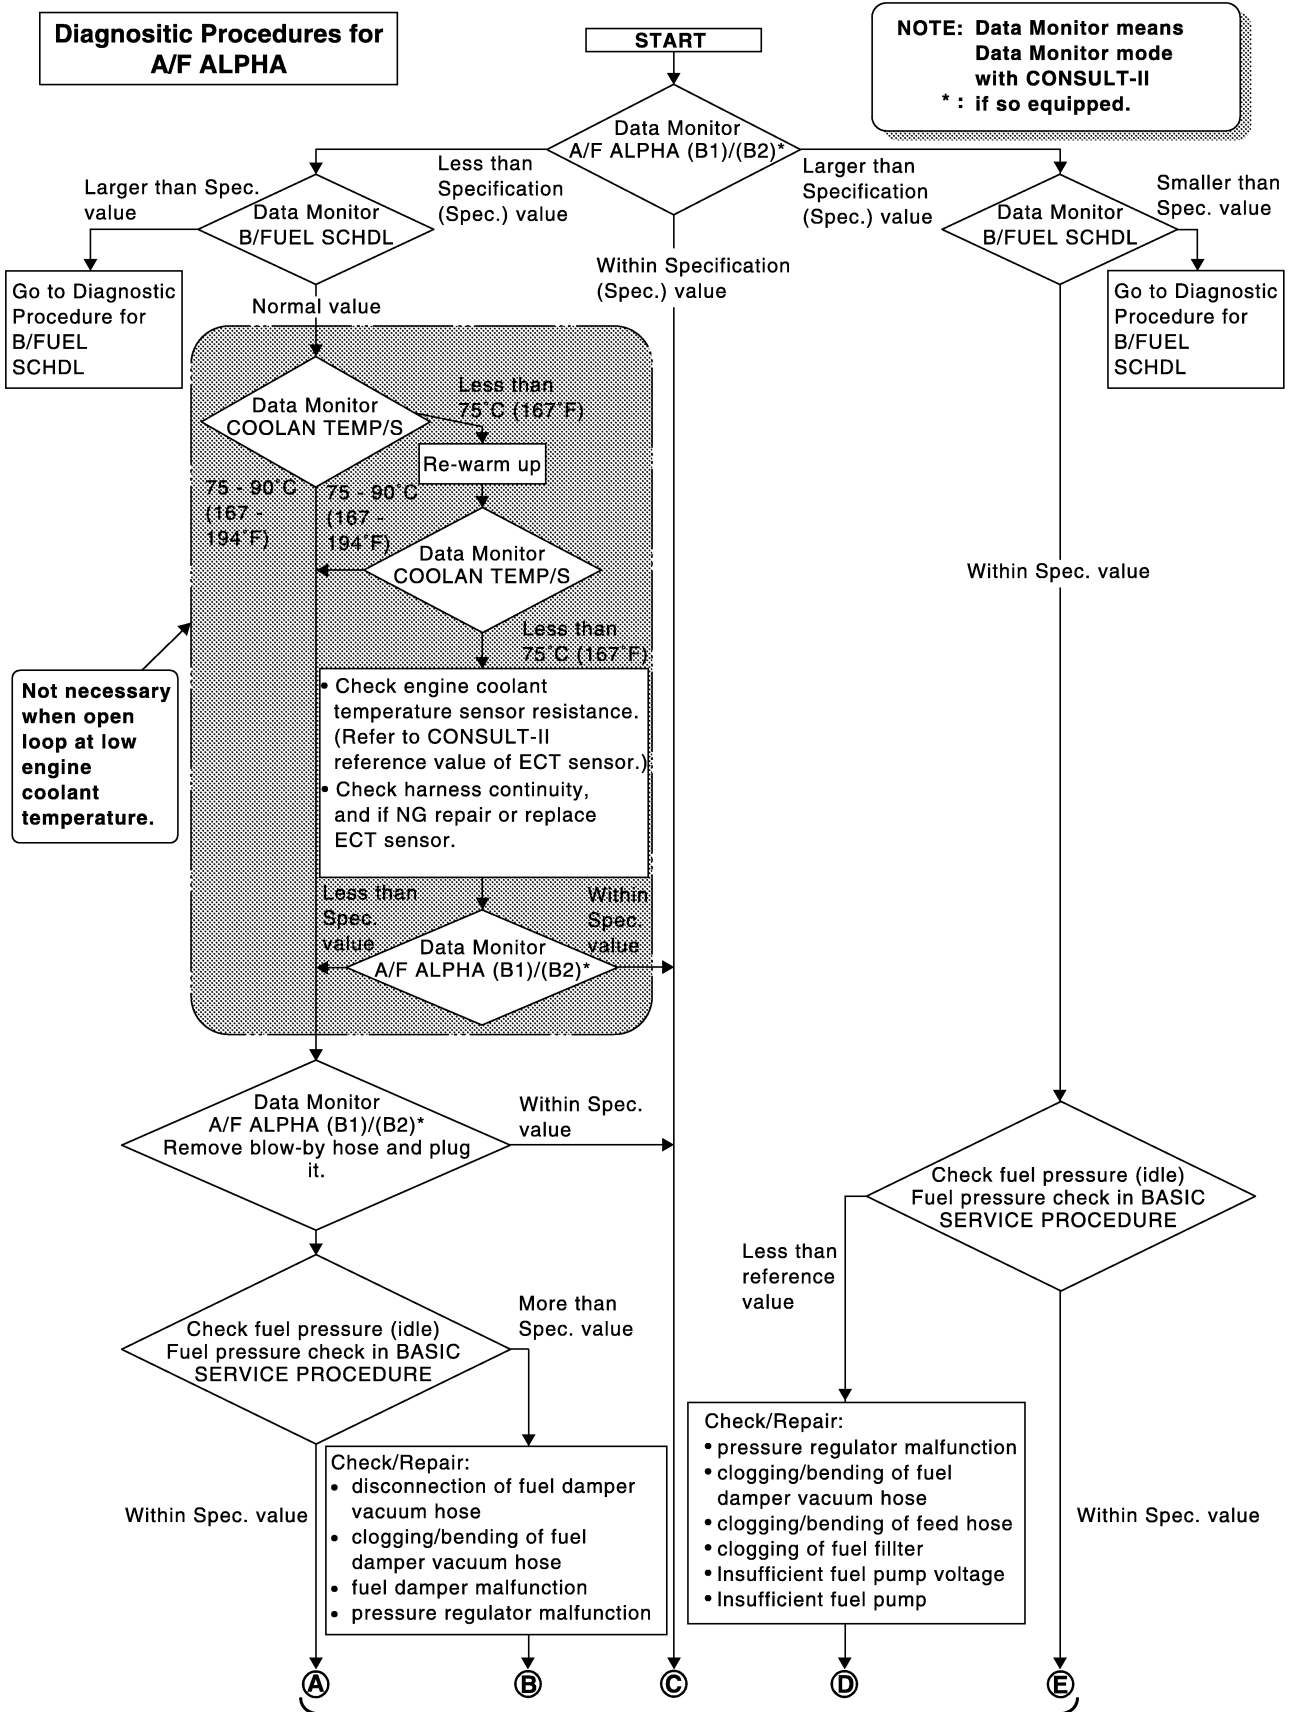 Diagnositic Procedures for
A/F ALPHA
START
NOTE: Data Monitor means
Data Monitor mode
with CONSULT-II
* : if so equipped.
Data Monitor
A/F ALPHA (B1)/(B2)*
Less than
Specification
(Spec.) value
Larger than
Specification
(Spec.) value
Within Specification
(Spec.) value
Larger than Spec.
value
Data Monitor
B/FUEL SCHDL
Go to Diagnostic
Procedure for
B/FUEL
SCHDL
Normal value
Data Monitor
B/FUEL SCHDL
Smaller than
Spec. value
Go to Diagnostic
Procedure for
B/FUEL
SCHDL
Data Monitor
COOLAN TEMP/S
Less than
75°C (167°F)
Re-warm up
75 - 90°C
(167 -
194°F)
75 - 90°C
(167 -
194°F)
Data Monitor
COOLAN TEMP/S
Less than
75°C (167°F)
Within Spec. value
Not necessary
when open
loop at low
engine
coolant
temperature.
• Check engine coolant
temperature sensor resistance.
(Refer to CONSULT-II
reference value of ECT sensor.)
• Check harness continuity,
and if NG repair or replace
ECT sensor.
Less than
Spec.
value
Within
Spec.
value
Data Monitor
A/F ALPHA (B1)/(B2)*
Data Monitor
A/F ALPHA (B1)/(B2)*
Remove blow-by hose and plug
it.
Within Spec.
value
Check fuel pressure (idle)
Fuel pressure check in BASIC
SERVICE PROCEDURE
Less than
reference
value
Check fuel pressure (idle)
Fuel pressure check in BASIC
SERVICE PROCEDURE
More than
Spec. value
Within Spec. value
Check/Repair:
• disconnection of fuel damper
vacuum hose
• clogging/bending of fuel
damper vacuum hose
• fuel damper malfunction
• pressure regulator malfunction
Check/Repair:
• pressure regulator malfunction
• clogging/bending of fuel
damper vacuum hose
• clogging/bending of feed hose
• clogging of fuel fillter
• Insufficient fuel pump voltage
• Insufficient fuel pump
Within Spec. value
A
B
C
D
E